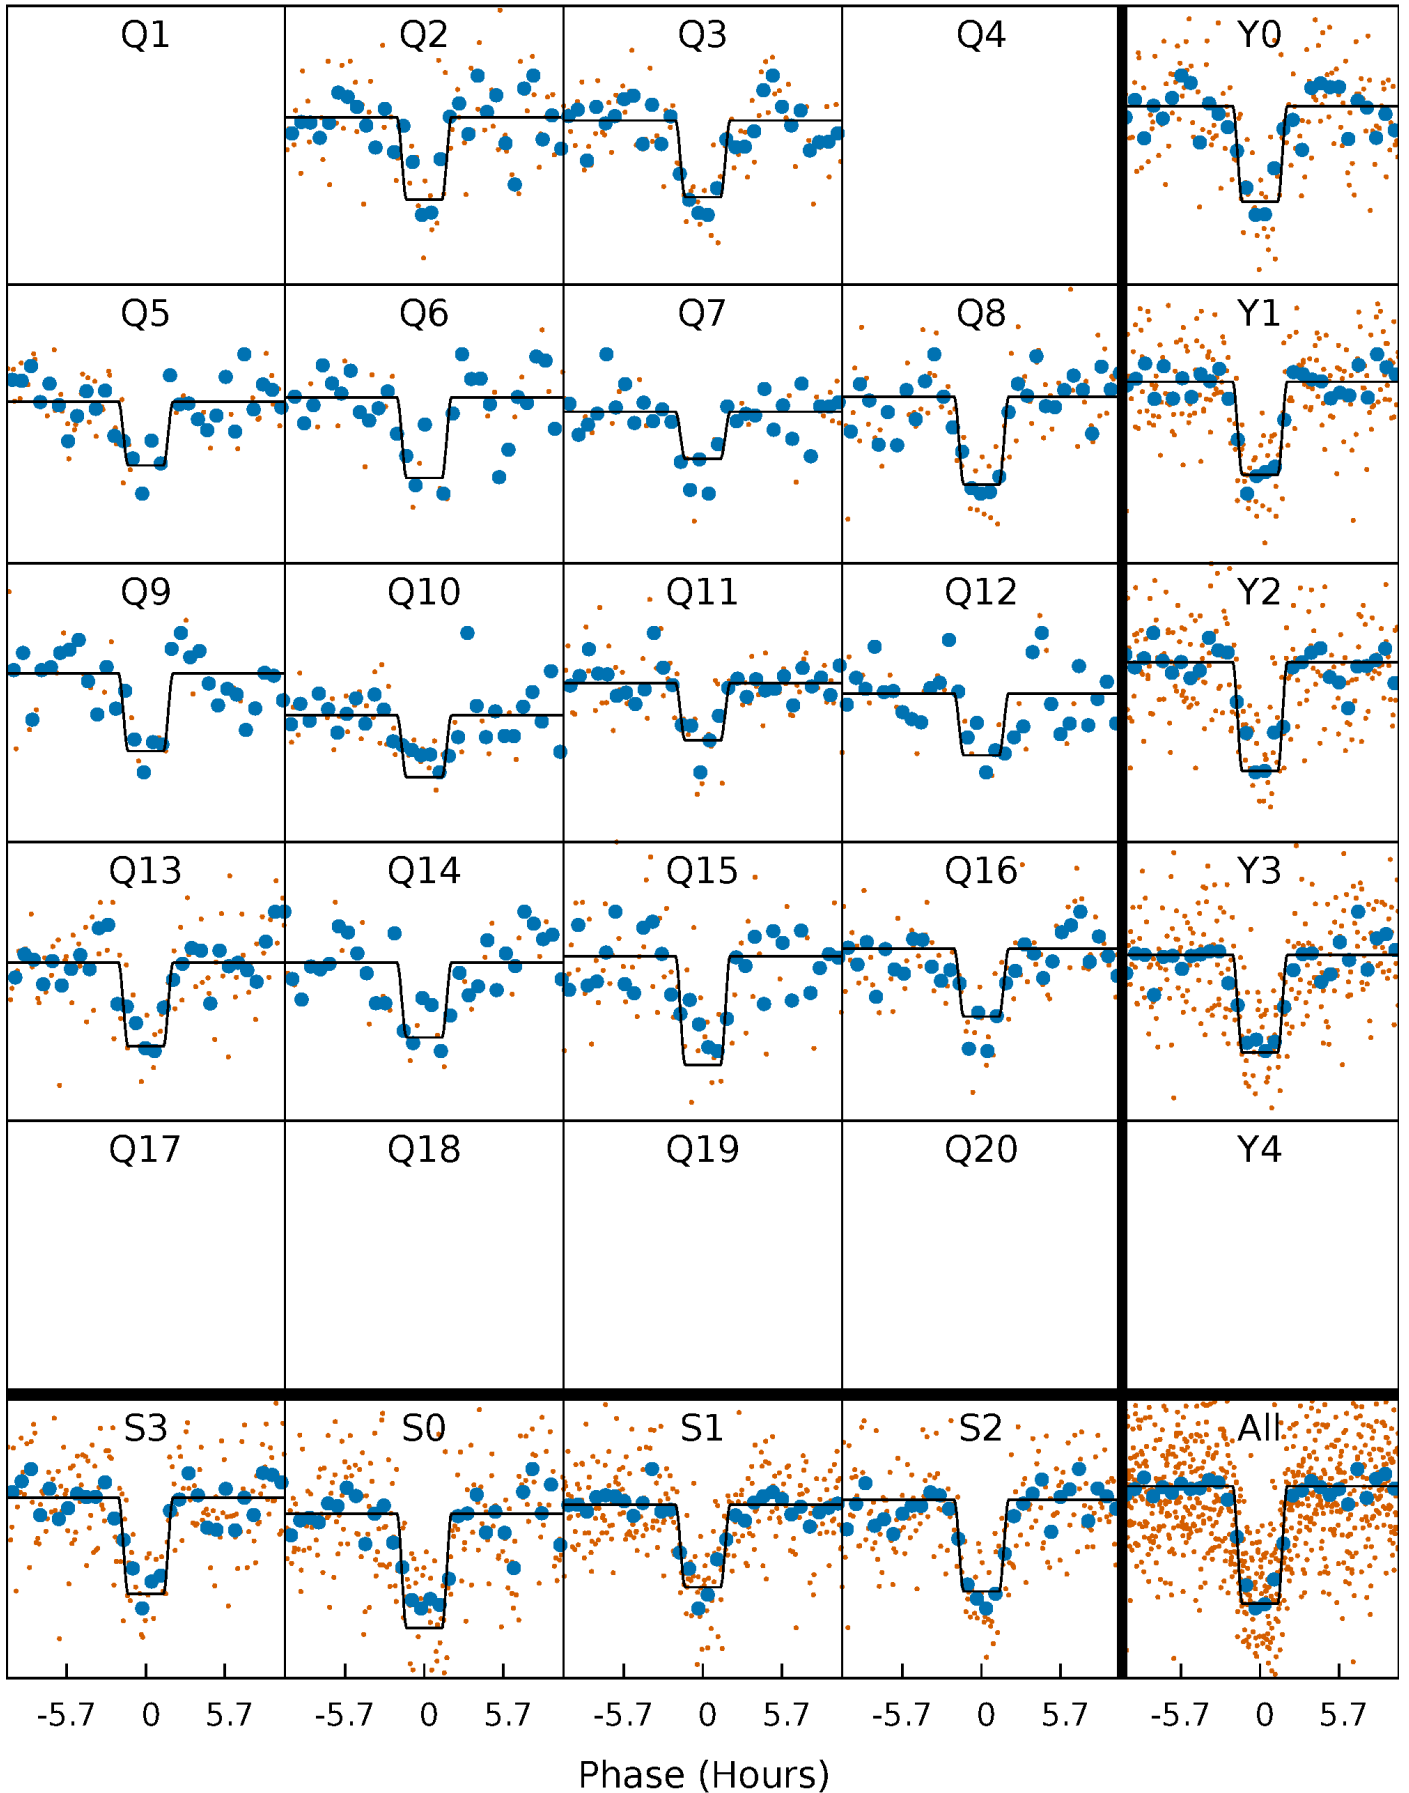 Q1 Q2 Q3 Q4 Y0
Q5 Q6 Q7 Q8 Y1
Q9 Q10 Q11 Q12 Y2
Q13 Q14 Q15 Q16 Y3
Q17 Q18 Q19 Q20 Y4
S3 S0 S1 S2 All
-5.7 0 5.7 -5.7 0 5.7 -5.7 0 5.7 -5.7 0 5.7 -5.7 0 5.7
Phase (Hours)